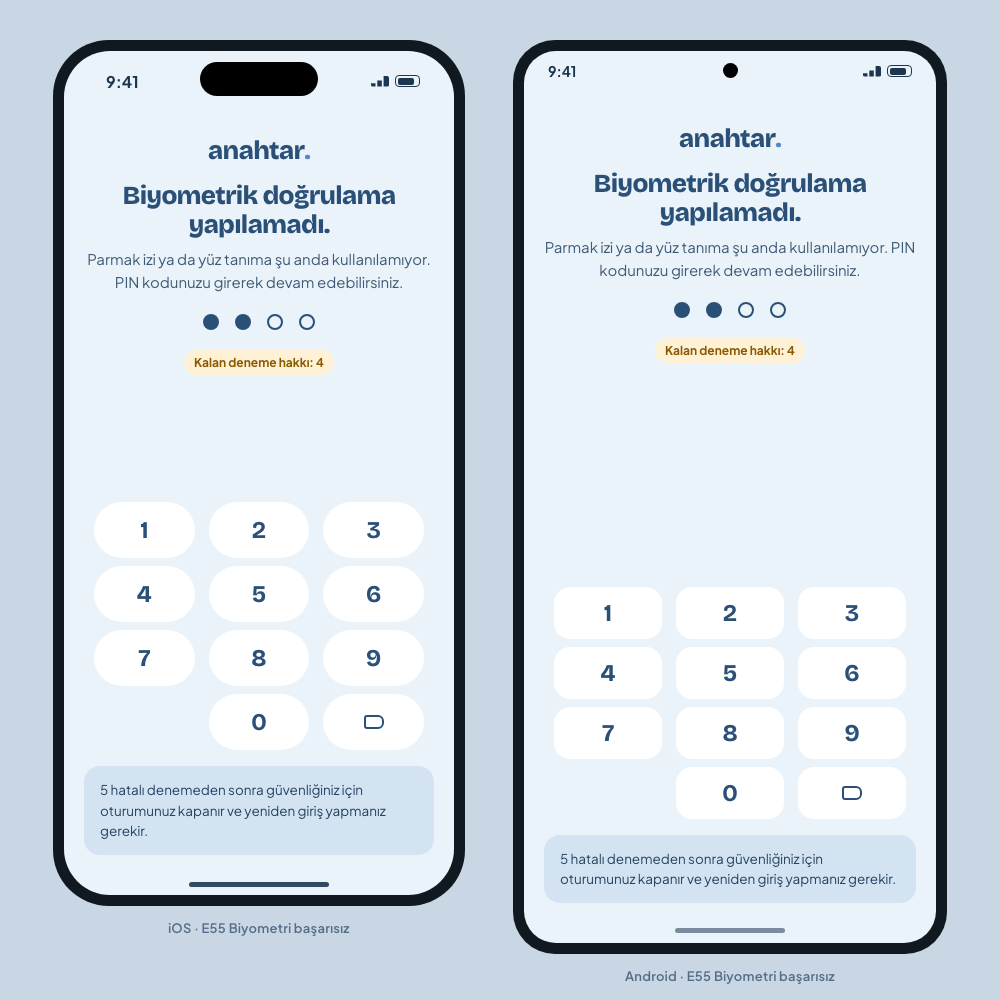 9:41
anahtar.
Biyometrik doğrulama
yapılamadı.
Parmak izi ya da yüz tanıma şu anda kullanılamıyor.
PIN kodunuzu girerek devam edebilirsiniz.
Kalan deneme hakkı: 4
1 2 3
4 5 6
7 8 9
0
5 hatalı denemeden sonra güvenliğiniz için
oturumunuz kapanır ve yeniden giriş yapmanız
gerekir.
iOS · E55 Biyometri başarısız
9:41
anahtar.
Biyometrik doğrulama
yapılamadı.
Parmak izi ya da yüz tanıma şu anda kullanılamıyor. PIN
kodunuzu girerek devam edebilirsiniz.
Kalan deneme hakkı: 4
1 2 3
4 5 6
7 8 9
0
5 hatalı denemeden sonra güvenliğiniz için
oturumunuz kapanır ve yeniden giriş yapmanız gerekir.
Android · E55 Biyometri başarısız